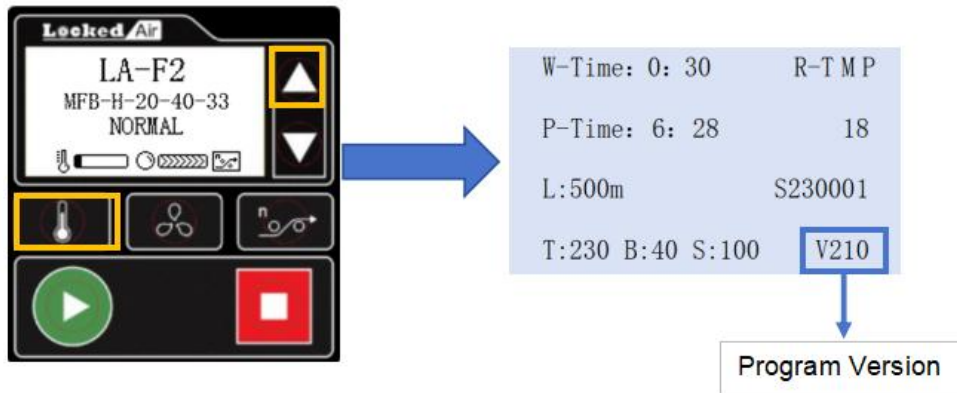 Locked Air
LA-F2
MFB-H-20-40-33
NORMAL
n
n
W-Time: 0: 30 R-T M P
P-Time: 6: 28 18
L:500m S230001
T:230 B:40 S:100 V210
Program Version